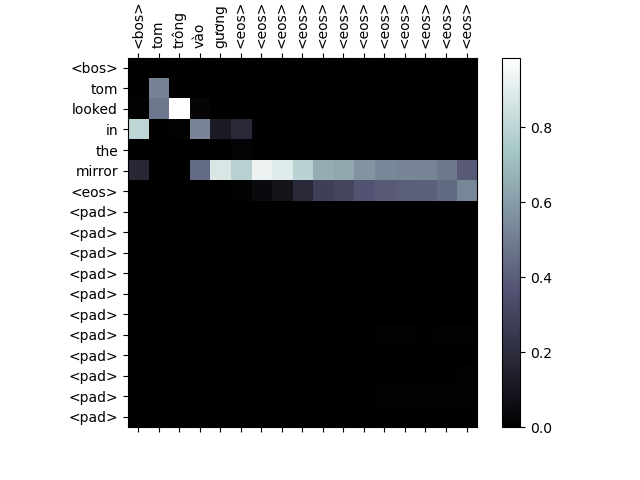 <bos> tom trông vào gương <eos> <eos> <eos> <eos> <eos> <eos> <eos> <eos> <eos> <eos> <eos> <eos>
<bos>
tom
looked
in
the
mirror
<eos>
<pad>
<pad>
<pad>
<pad>
<pad>
<pad>
<pad>
<pad>
<pad>
<pad>
<pad>
0.8
0.6
0.4
0.2
0.0